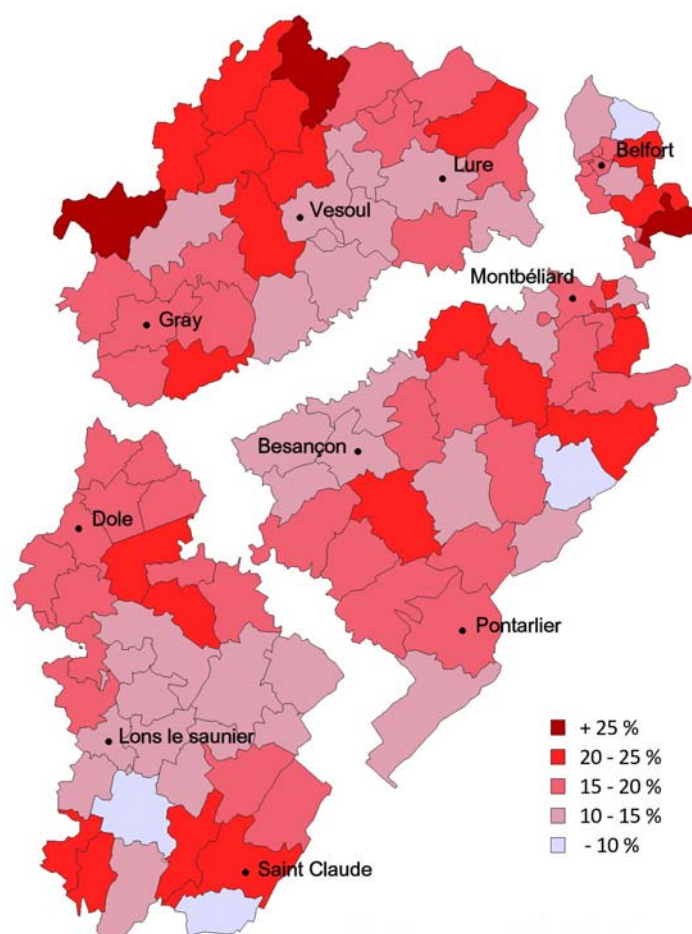 Belfort
Lure
Vesoul
Montbéliard
Gray
Besançon
Dole
Pontarlier
Lons le saunier
Saint Claude
+ 25 %
20 - 25 %
15 - 20 %
10 - 15 %
- 10 %